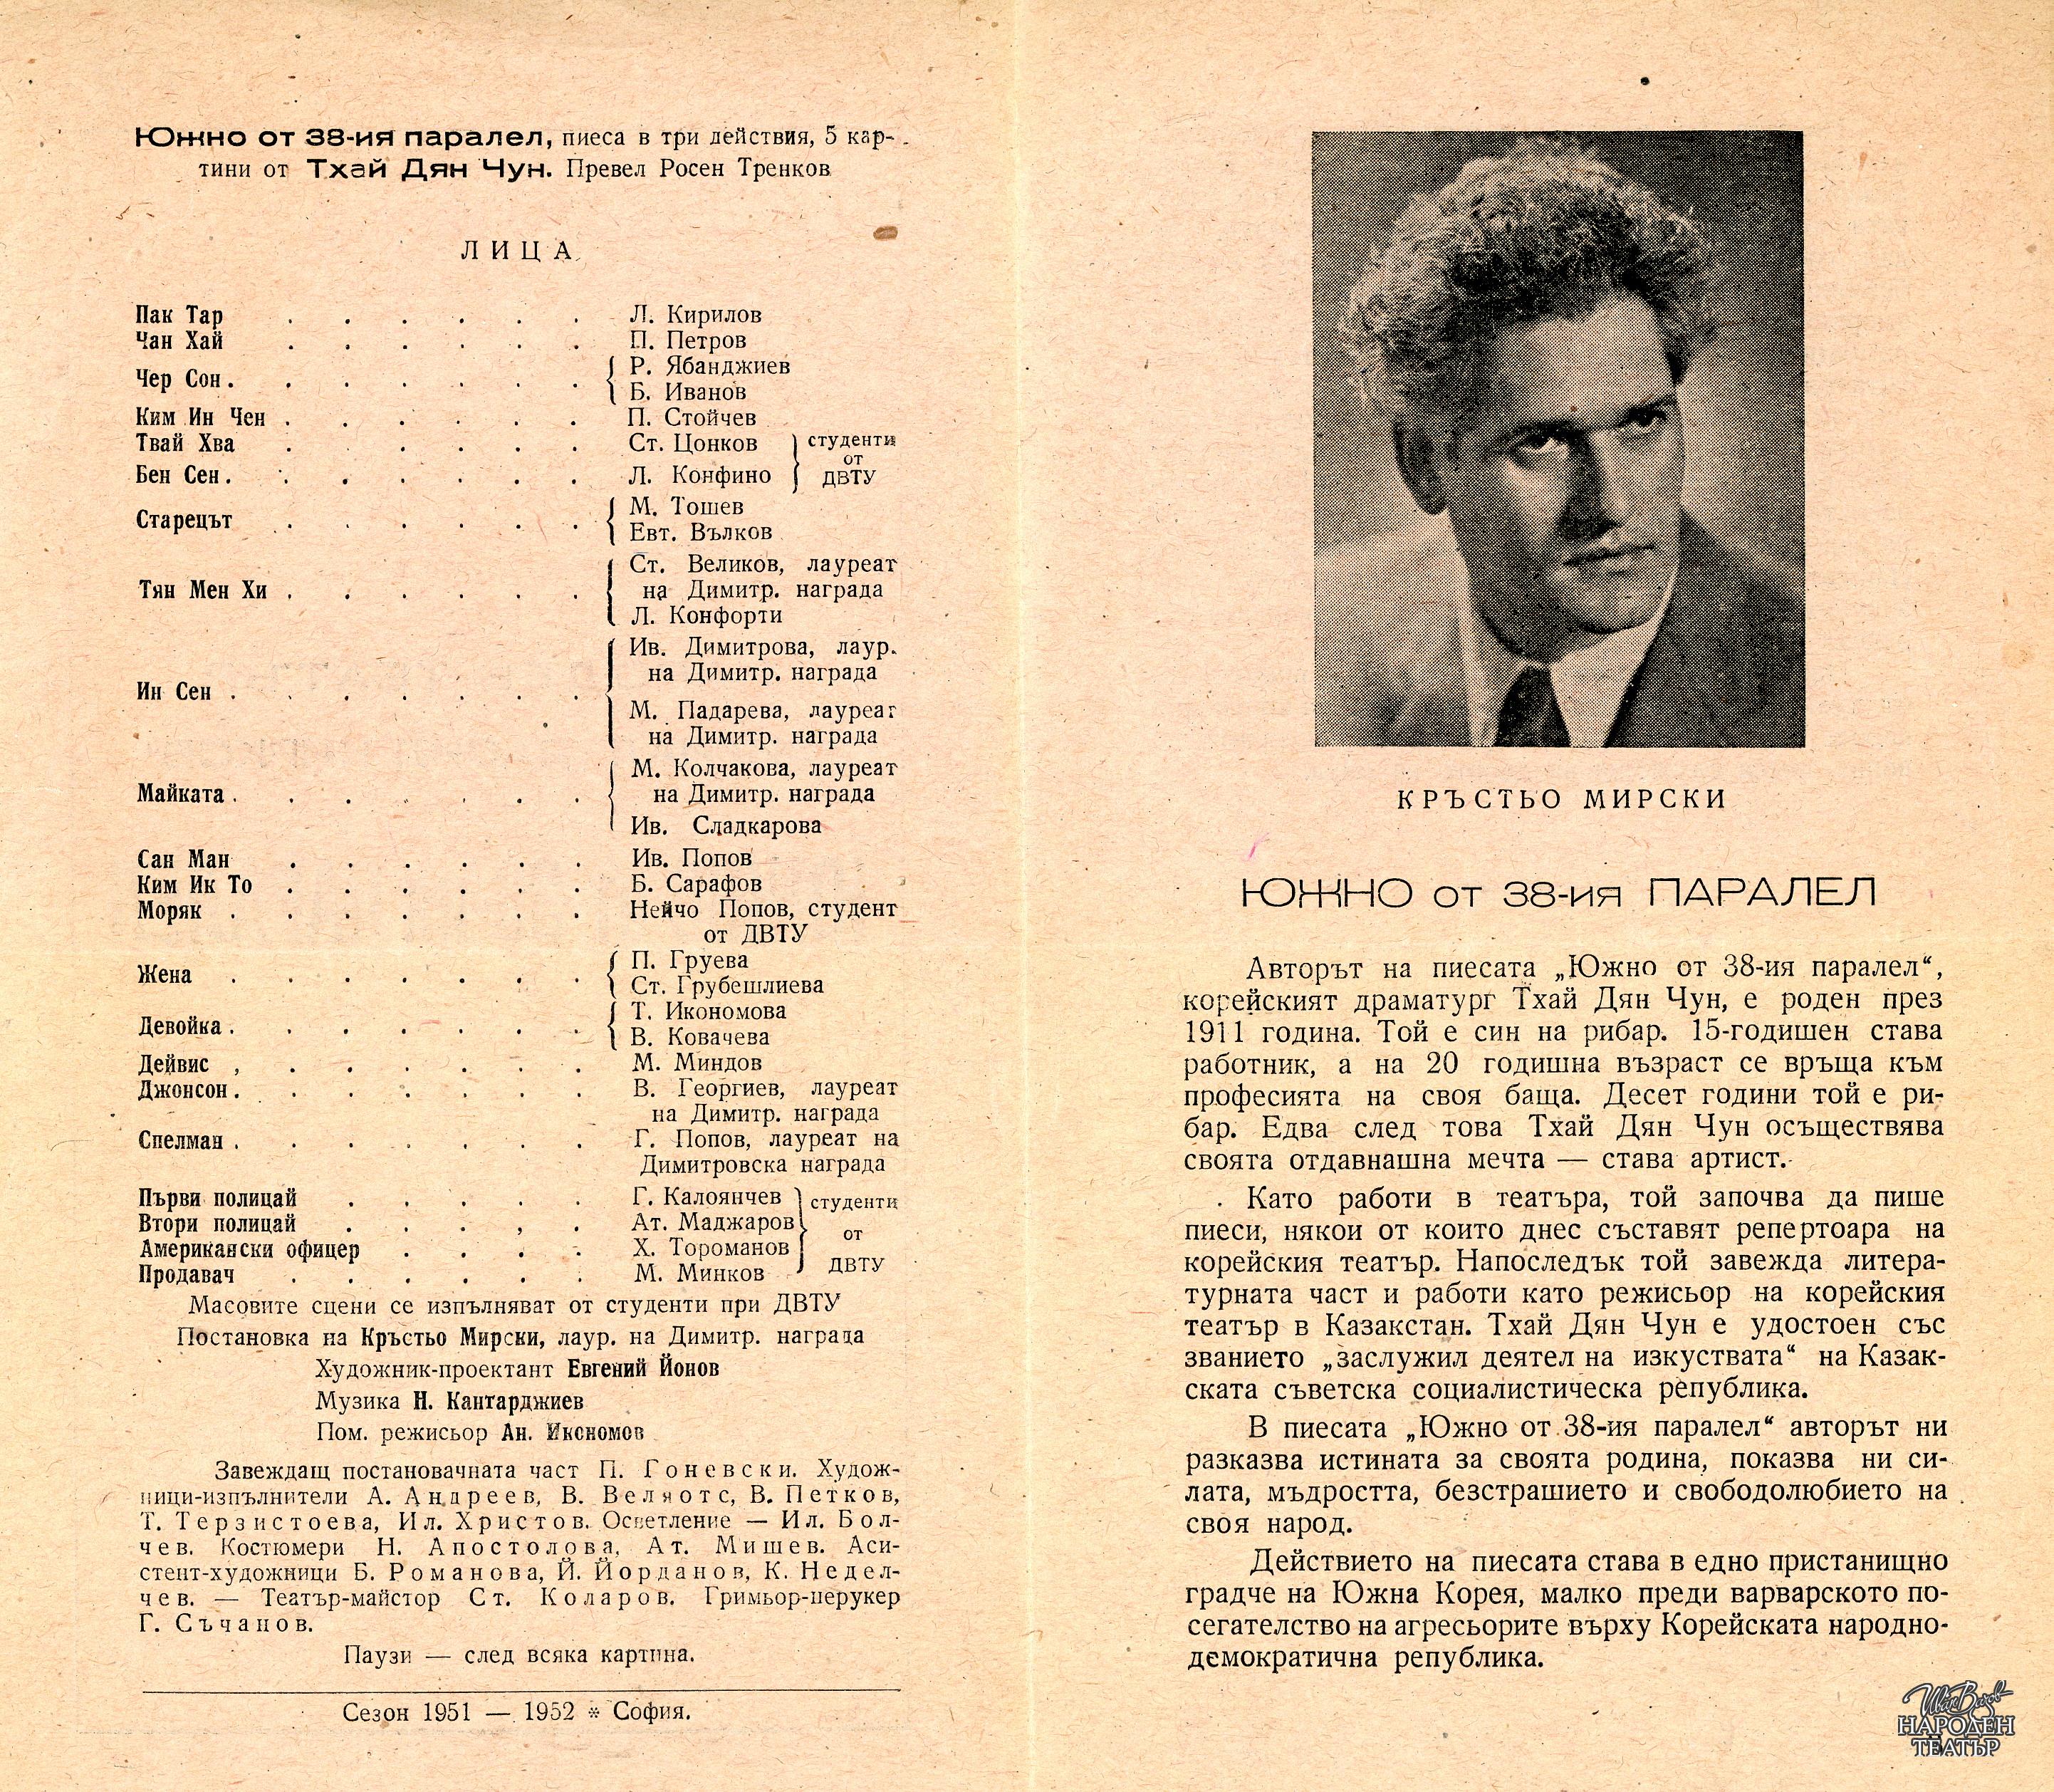 Южно от 38-ия паралел, пиеса в три действия, 5 кар-
тини от Тхай Дян Чун. Превел Росен Тренков
ЛИЦА
Пак Тар . . . . . . Л. Кирилов
Чан Хай . . . . . . П. Петров
Чер Сон . . . . . . { Р. Ябанджиев
Б. Иванов
Ким Ин Чен . . . . . . П. Стойчев
Твай Хва . . . . . Ст. Цонков } студенти
от
Бен Сен . . . . . . Л. Конфино } ДВТУ
Старецът . . . . . . { М. Тошев
Евт. Вълков
Тян Мен Хи . . . . . . { Ст. Великов, лауреат
на Димитр. награда
Л. Конфорти
Ин Сен . . . . . . . { Ив. Димитрова, лаур.
на Димитр. награда
М. Падарева, лауреат
на Димитр. награда
Майката . . . . . . . { М. Колчакова, лауреат
на Димитр. награда
Ив. Сладкарова
Сан Ман . . . . . . Ив. Попов
Ким Ик То . . . . . . Б. Сарафов
Моряк . . . . . . . Нейчо Попов, студент
от ДВТУ
Жена . . . . . . . { П. Груева
Ст. Грубешлиева
Девойка . . . . . . . { Т. Икономова
В. Ковачева
Дейвис , . . . . . . М. Миндов
Джонсон . . . . . . . В. Георгиев, лауреат
на Димитр. награда
Спелман . . . . . . . Г. Попов, лауреат на
Димитровска награда
Първи полицай . . . . . Г. Калоянчев } студенти
Втори полицай . . . , . Ат. Маджаров
от
Американски офицер . . . . Х. Тороманов
Продавач . . . . . . М. Минков ДВТУ
Масовите сцени се изпълняват от студенти при ДВТУ
Постановка на Кръстьо Мирски, лаур. на Димитр. награда
Художник-проектант Евгений Йонов
Музика Н. Кантарджиев
Пом. режисьор Ан. Икономов
Завеждащ постановачната част П. Гоневски. Худож-
ници-изпълнители А. Андреев, В. В. Петков,
Т. Терзистоева, Ил. Христов. Осветление — Ил. Бол-
чев. Костюмери Н. Апостолова, Ат. Мишев. Аси-
стент-художници Б. Романова, Й. Йорданов, К. Недел-
чев. — Театър-майстор Ст. Коларов. Гримьор-перукер
Г. Съчанов.
Паузи — след всяка картина.
Сезон 1951 — 1952 * София.
КРЪСТЬО МИРСКИ
ЮЖНО от 38-ия ПАРАЛЕЛ
Авторът на пиесата „Южно от 38-ия паралел“,
корейският драматург Тхай Дян Чун, е роден през
1911 година. Той е син на рибар. 15-годишен става
работник, а на 20 годишна възраст се връща към
професията на своя баща. Десет години той е ри-
бар. Едва след това Тхай Дян Чун осъществява
своята отдавнашна мечта — става артист.
Като работи в театъра, той започва да пише
пиеси, някои от които днес съставят репертоара на
корейския театър. Напоследък той завежда литера-
турната част и работи като режисьор на корейския
театър в Казакстан. Тхай Дян Чун е удостоен със
званието „заслужил деятел на изкуствата“ на Казак-
ската съветска социалистическа република.
В пиесата „Южно от 38-ия паралел“ авторът ни
разказва истината за своята родина, показва ни си-
лата, мъдростта, безстрашието и свободолюбието на
своя народ.
Действието на пиесата става в едно пристанищно
градче на Южна Корея, малко преди варварското по-
сегателство на агресьорите върху Корейската народно-
демократична република.
Иван Вазов
НАРОДЕН
ТЕАТЪР